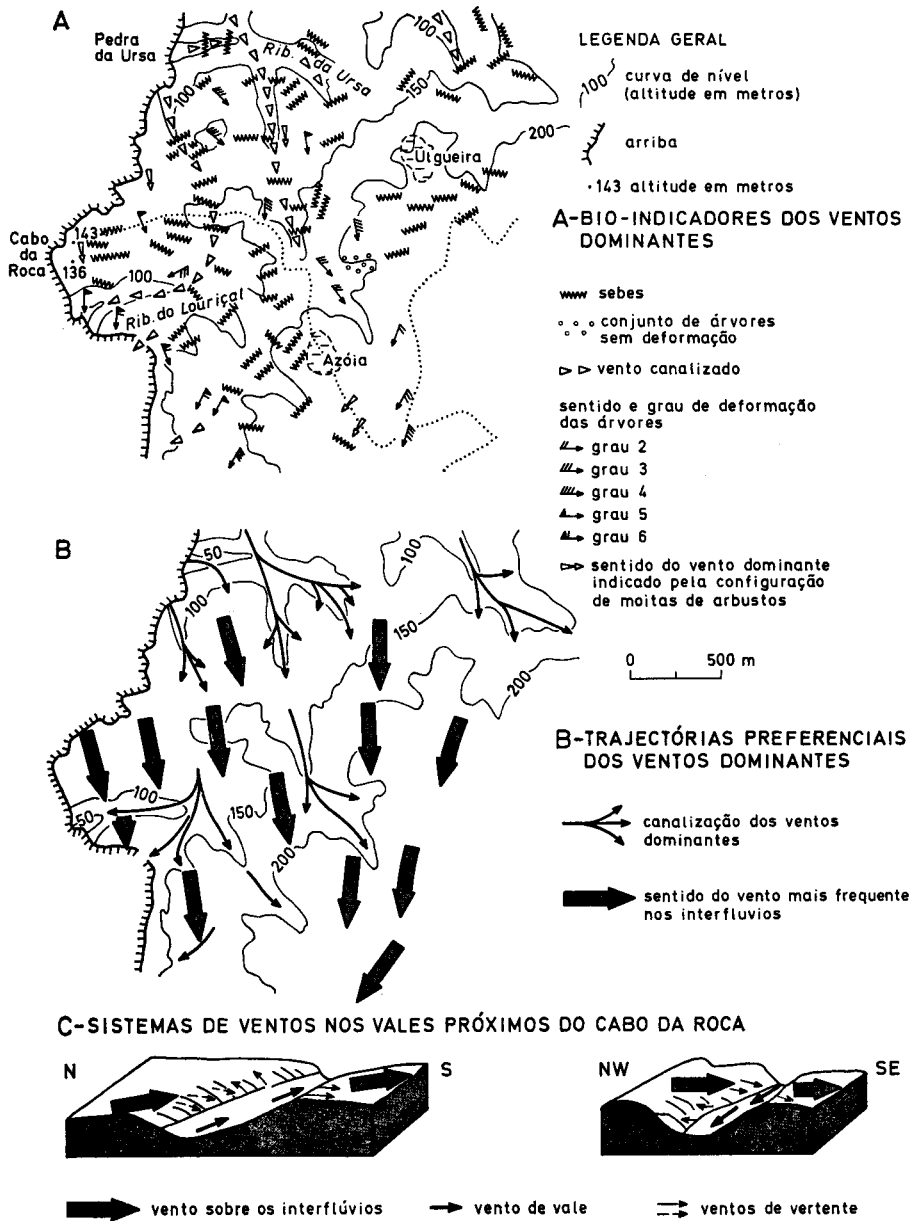 A
Pedra
da Ursa
Rib. da Ursa
100
100
150
200
Ulgueira
Cabo
da
Roca
143
136
100
Rib. do Louriçal
Azóia
LEGENDA GERAL
100
curva de nível
(altitude em metros)
arriba
·143 altitude em metros
A-BIO-INDICADORES DOS VENTOS
DOMINANTES
sebes
conjunto de árvores
sem deformação
vento canalizado
sentido e grau de deformação
das árvores
grau 2
grau 3
grau 4
grau 5
grau 6
sentido do vento dominante
indicado pela configuração
de moitas de arbustos
0 500 m
B
50
100
100
150
200
100
50
150
200
B-TRAJECTÓRIAS PREFERENCIAIS
DOS VENTOS DOMINANTES
canalização dos ventos
dominantes
sentido do vento mais frequente
nos interfluvios
C-SISTEMAS DE VENTOS NOS VALES PRÓXIMOS DO CABO DA ROCA
N S NW SE
vento sobre os interflúvios vento de vale ventos de vertente